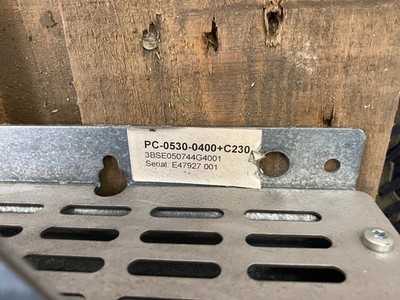 PC-0530-0400+C230
3BSE050744G4001
Serial: E47927 001